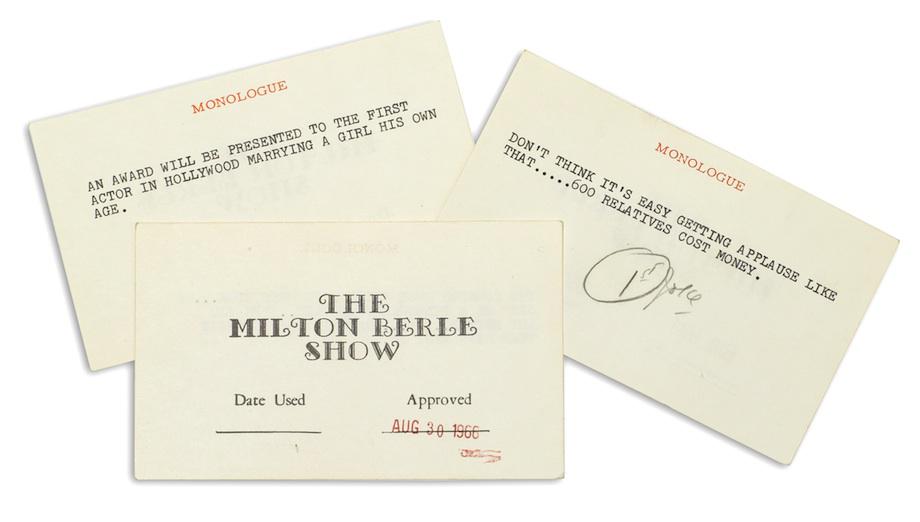 MONOLOGUE
AN AWARD WILL BE PRESENTED TO THE FIRST
ACTOR IN HOLLYWOOD MARRYING A GIRL HIS OWN
AGE.
MONOLOGUE
DON'T THINK IT'S EASY GETTING APPLAUSE LIKE
THAT.....600 RELATIVES COST MONEY.
1st Joke
THE
MILTON BERLE
SHOW
Date Used Approved
AUG 30 1966